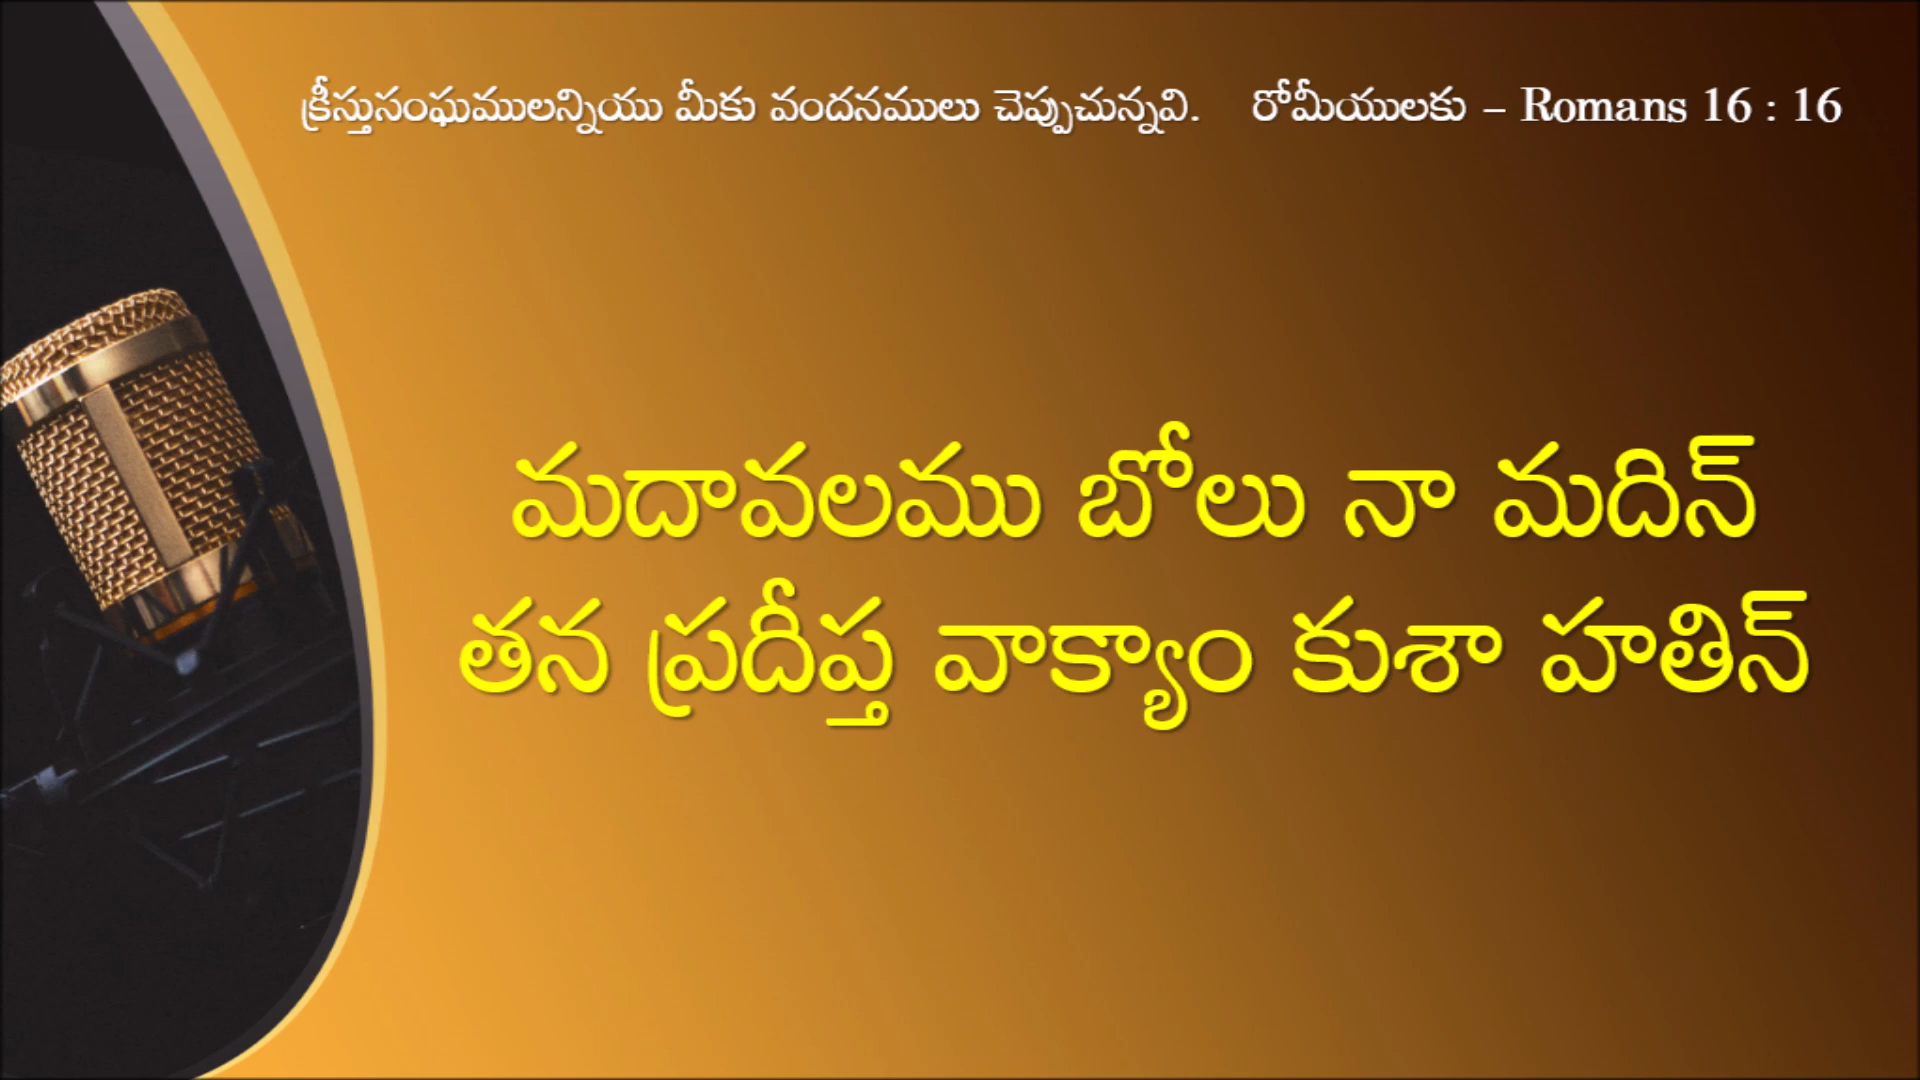 క్రీస్తుసంఘములన్నియు మీకు వందనములు చెప్పుచున్నవి. రోమీయులకు – Romans 16 : 16
మదావలము బోలు నా మదిన్
తన ప్రదీప్త వాక్యాం కుశా హతిన్